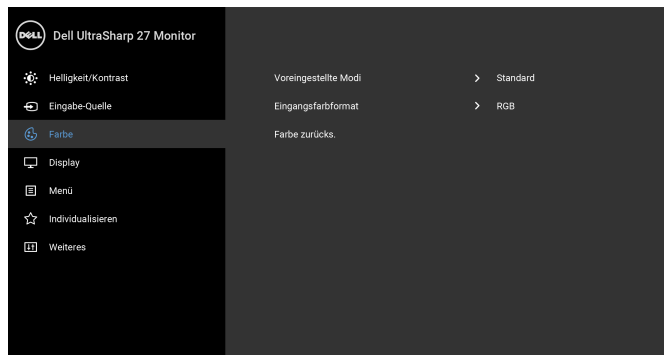 DELL Dell UltraSharp 27 Monitor
Helligkeit/Kontrast
Voreingestellte Modi Standard
Eingabe-Quelle
Eingangsfarbformat RGB
Farbe
Farbe zurücks.
Display
Menü
Individualisieren
Weiteres